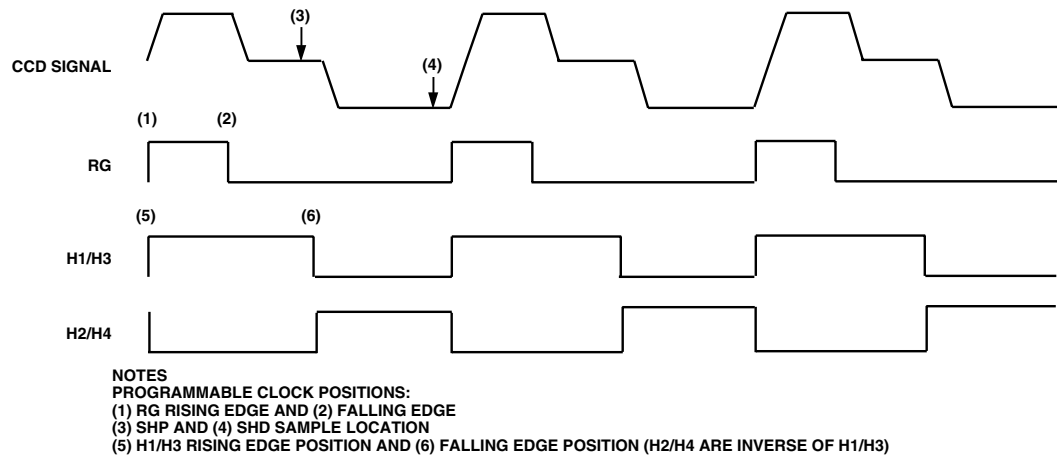 (3)
CCD SIGNAL
(4)
(1) (2)
RG
(5) (6)
H1/H3
H2/H4
NOTES
PROGRAMMABLE CLOCK POSITIONS:
(1) RG RISING EDGE AND (2) FALLING EDGE
(3) SHP AND (4) SHD SAMPLE LOCATION
(5) H1/H3 RISING EDGE POSITION AND (6) FALLING EDGE POSITION (H2/H4 ARE INVERSE OF H1/H3)